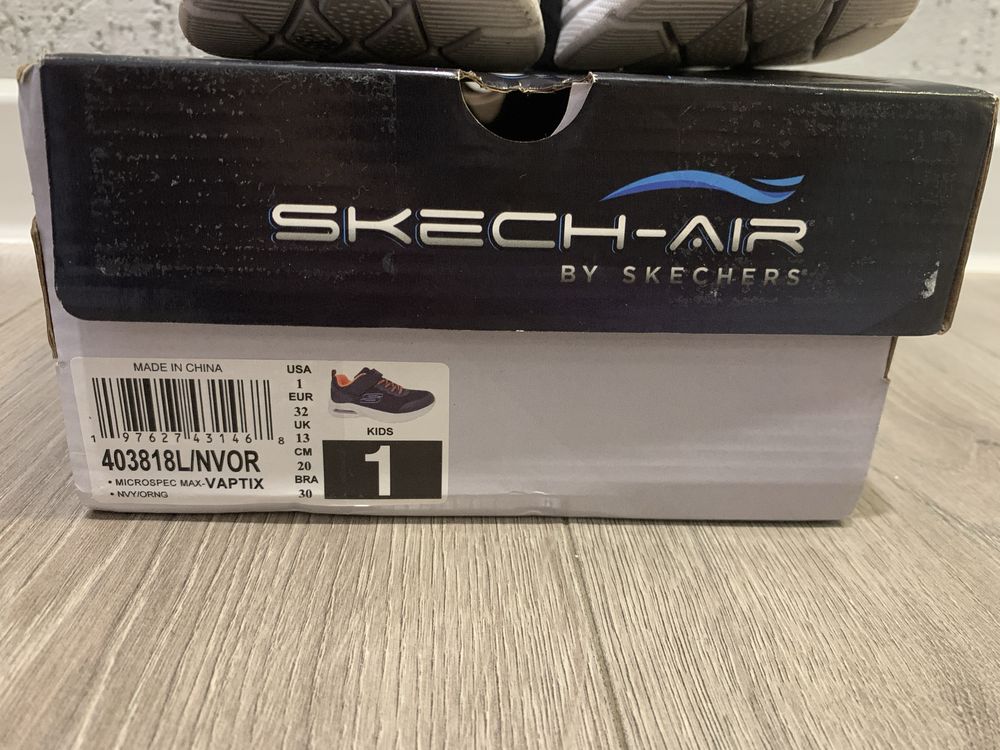 SKECH-AIR
BY SKECHERS
MADE IN CHINA
1 97627 43146 8
403818L/NVOR
• MICROSPEC MAX-VAPTIX
• NVY/ORNG
USA
1
EUR
32
UK
13
CM
20
BRA
30
KIDS
1